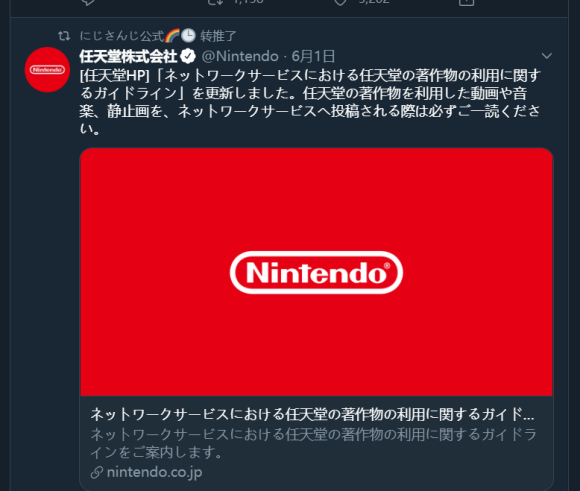 にじさんじ公式🌈🕒 转推了
任天堂株式会社 @Nintendo · 6月1日
Nintendo
[任天堂HP]「ネットワークサービスにおける任天堂の著作物の利用に関す
るガイドライン」を更新しました。任天堂の著作物を利用した動画や音
楽、静止画を、ネットワークサービスへ投稿される際は必ずご一読くださ
い。
Nintendo®
ネットワークサービスにおける任天堂の著作物の利用に関するガイド...
ネットワークサービスにおける任天堂の著作物の利用に関するガイドラ
インをご案内します。
nintendo.co.jp